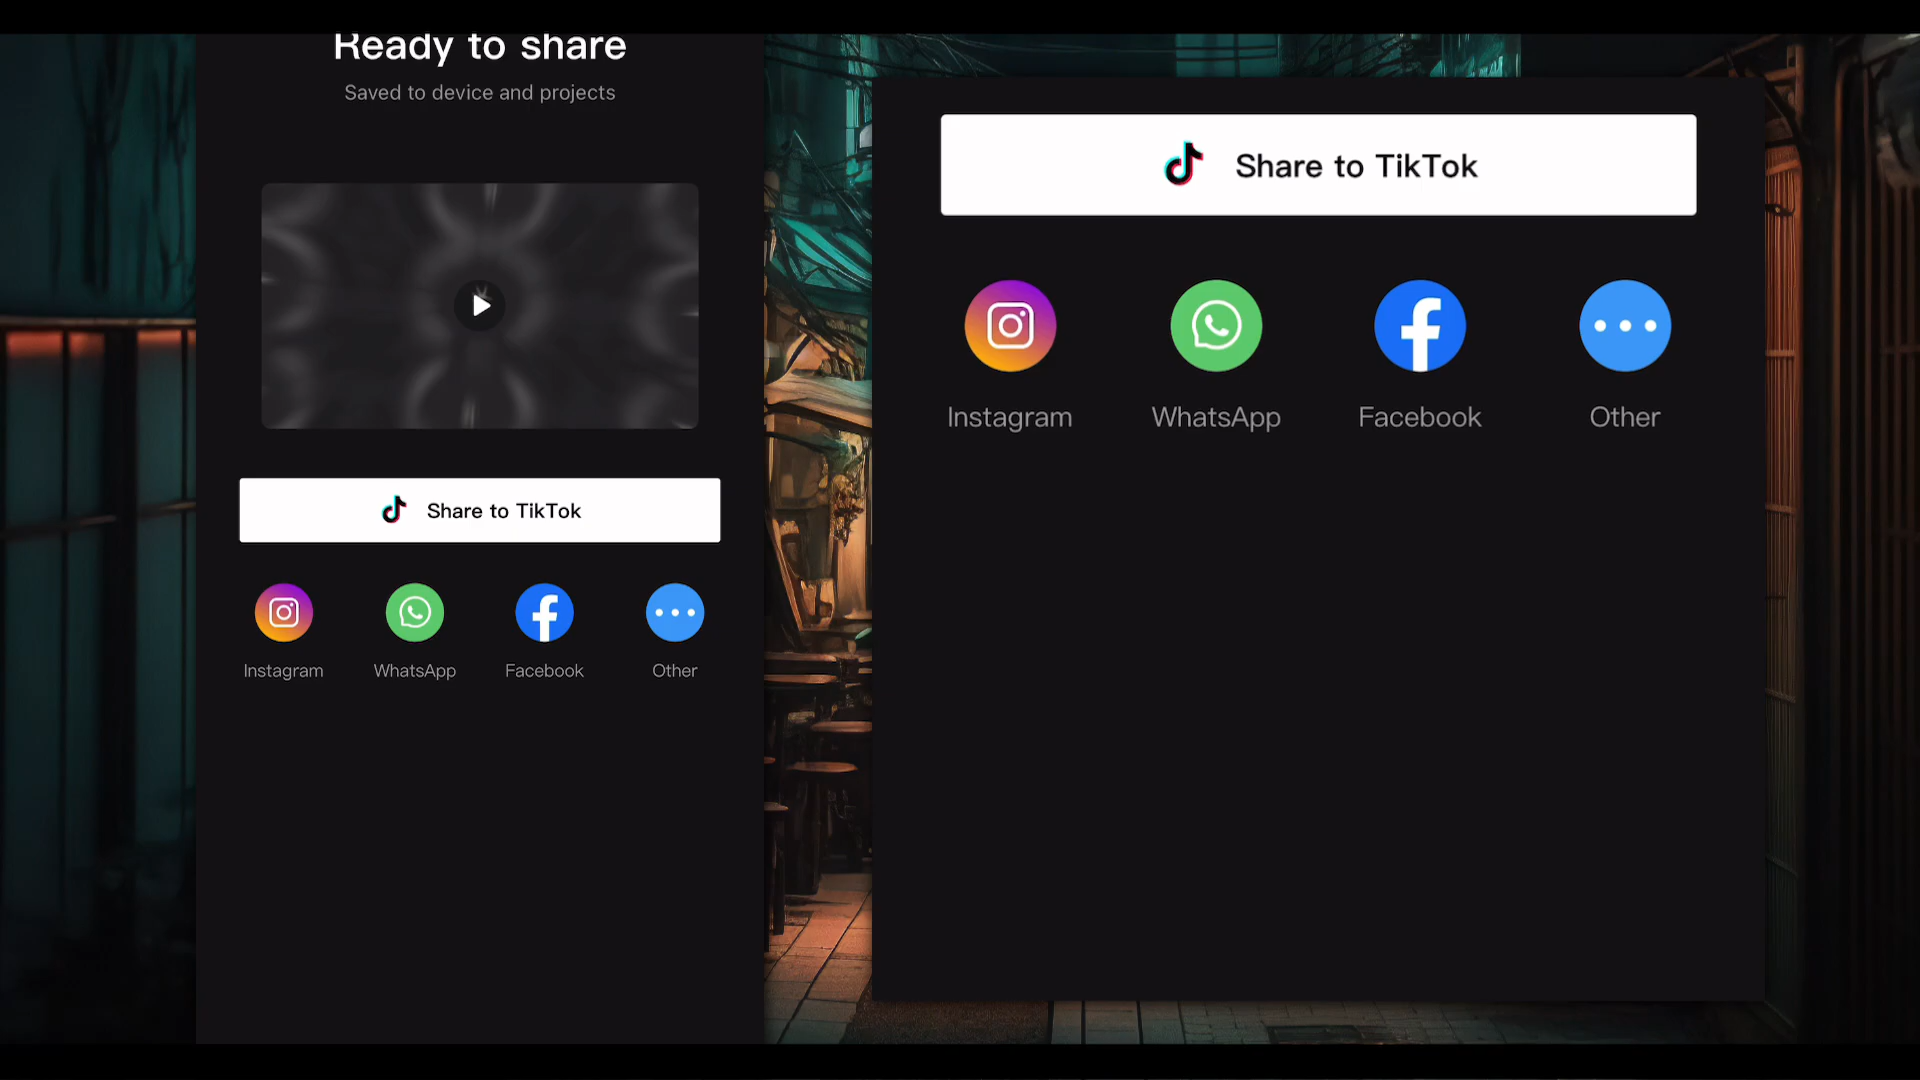 Ready to share
Saved to device and projects
Share to TikTok
Instagram WhatsApp Facebook Other
Share to TikTok
Instagram WhatsApp Facebook Other